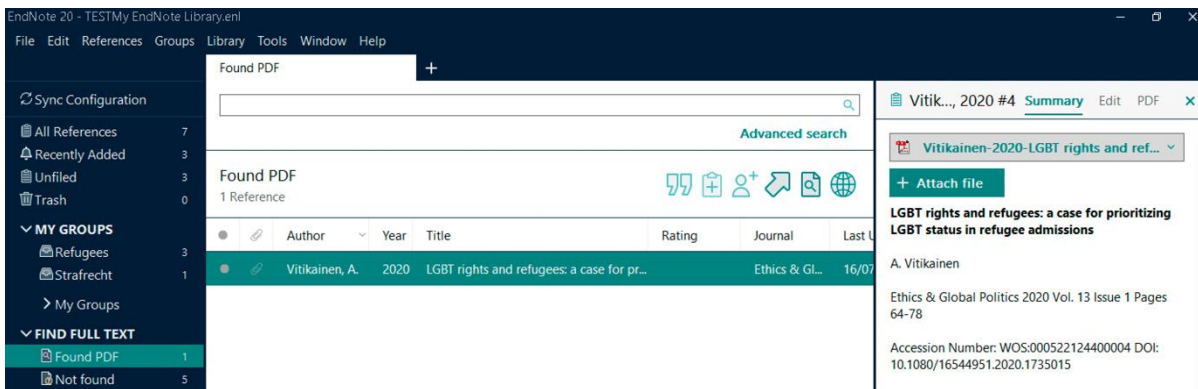 EndNote 20 - TESTMy EndNote Library.enl
File Edit References Groups Library Tools Window Help
Found PDF
Sync Configuration
All References 7
Recently Added 3
Unfiled 3
Trash 0
MY GROUPS
Refugees 3
Strafrecht 1
My Groups
FIND FULL TEXT
Found PDF 1
Not found 5
Advanced search
Found PDF
1 Reference
Author Year Title Rating Journal Last U
Vitikainen, A. 2020 LGBT rights and refugees: a case for pr... Ethics & Gl... 16/07
Vitik..., 2020 #4 Summary Edit PDF
Vitikainen-2020-LGBT rights and ref...
+ Attach file
LGBT rights and refugees: a case for prioritizing
LGBT status in refugee admissions
A. Vitikainen
Ethics & Global Politics 2020 Vol. 13 Issue 1 Pages
64-78
Accession Number: WOS:000522124400004 DOI:
10.1080/16544951.2020.1735015